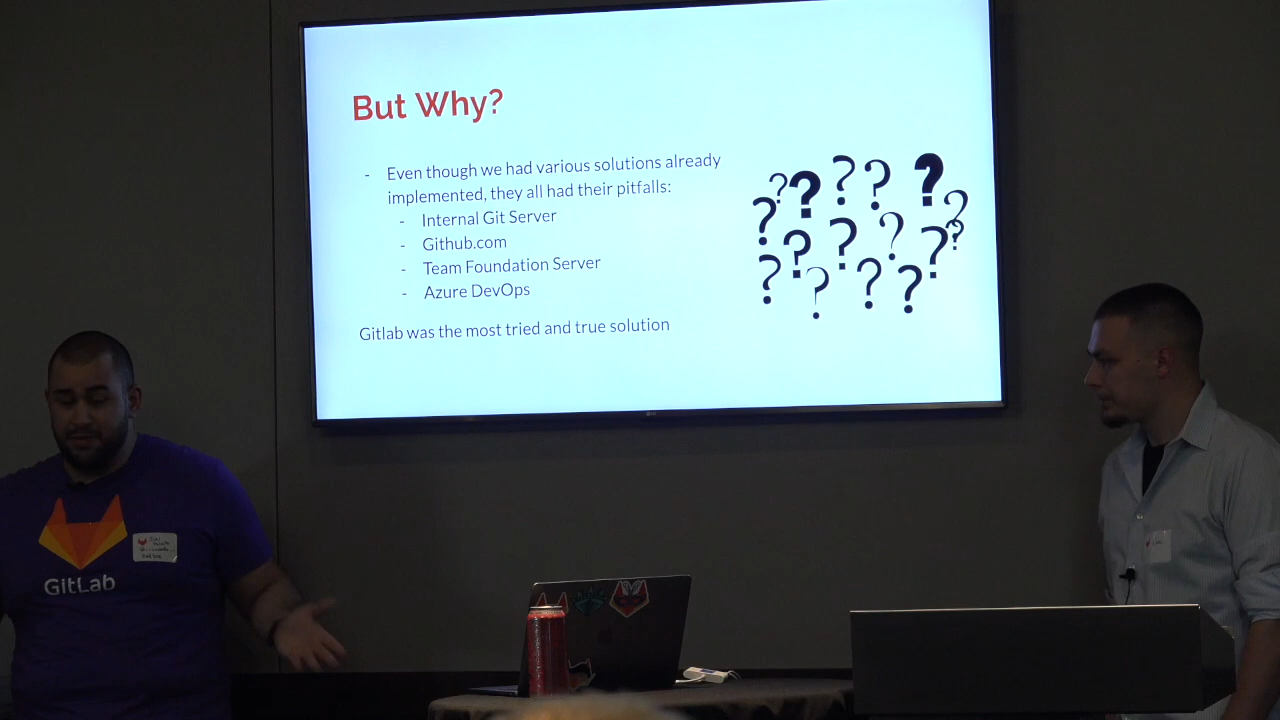 But Why?
- Even though we had various solutions already
implemented, they all had their pitfalls:
- Internal Git Server
- Github.com
- Team Foundation Server
- Azure DevOps
Gitlab was the most tried and true solution
? ? ? ? ? ? ? ? ? ? ? ? ? ? ? ? ?
GitLab
LG